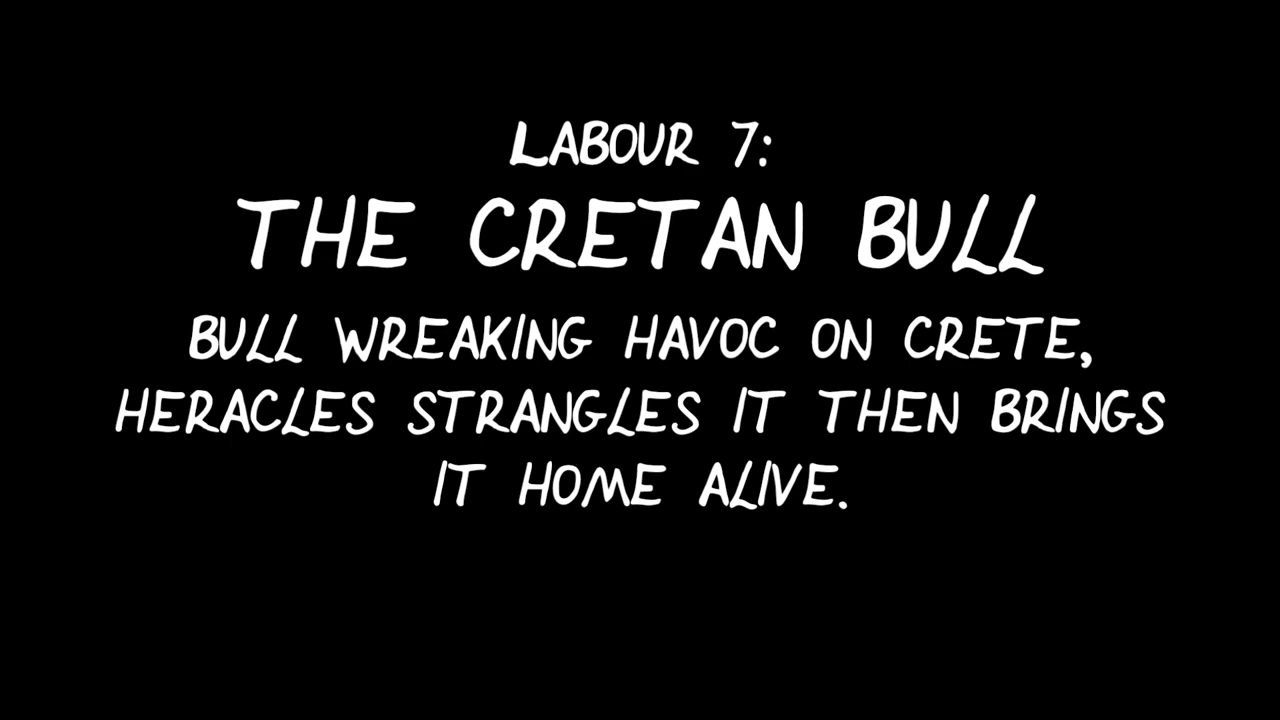 LABOUR 7:
THE CRETAN BULL
BULL WREAKING HAVOC ON CRETE,
HERACLES STRANGLES IT THEN BRINGS
IT HOME ALIVE.